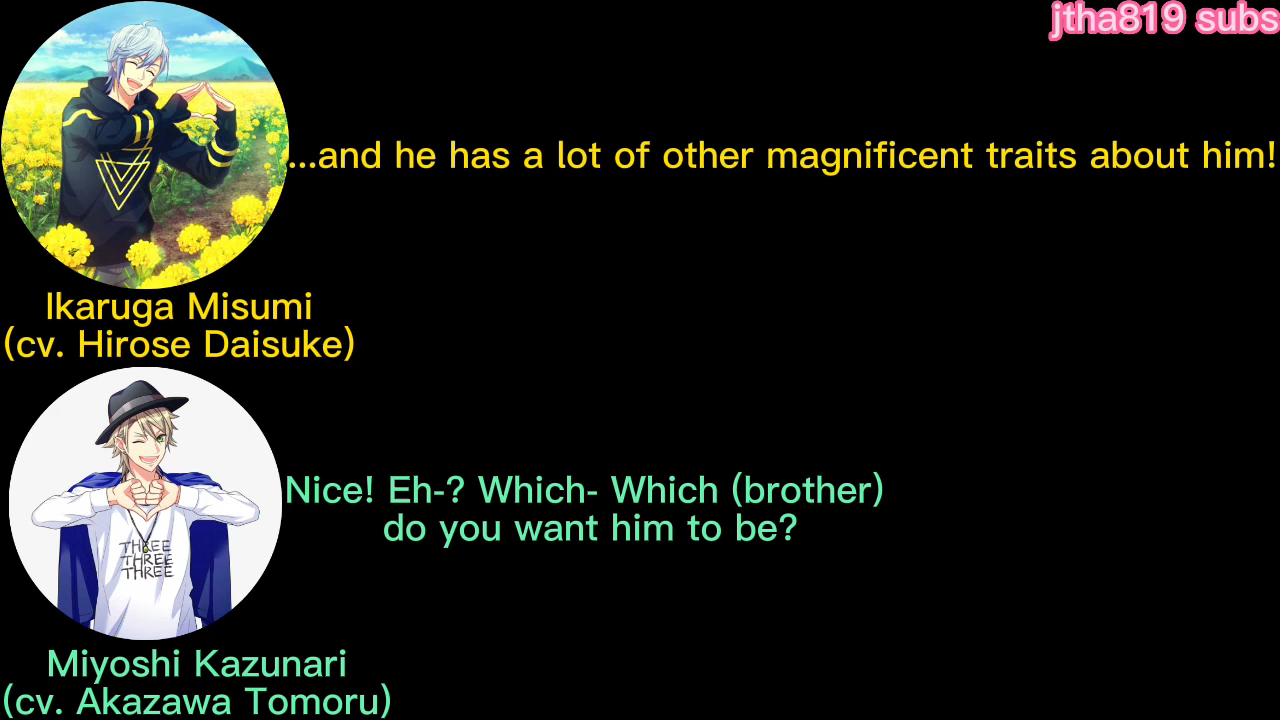 jtha819 subs
...and he has a lot of other magnificent traits about him!
Ikaruga Misumi
(cv. Hirose Daisuke)
Nice! Eh-? Which- Which (brother)
do you want him to be?
THREE
THREE
THREE
Miyoshi Kazunari
(cv. Akazawa Tomoru)